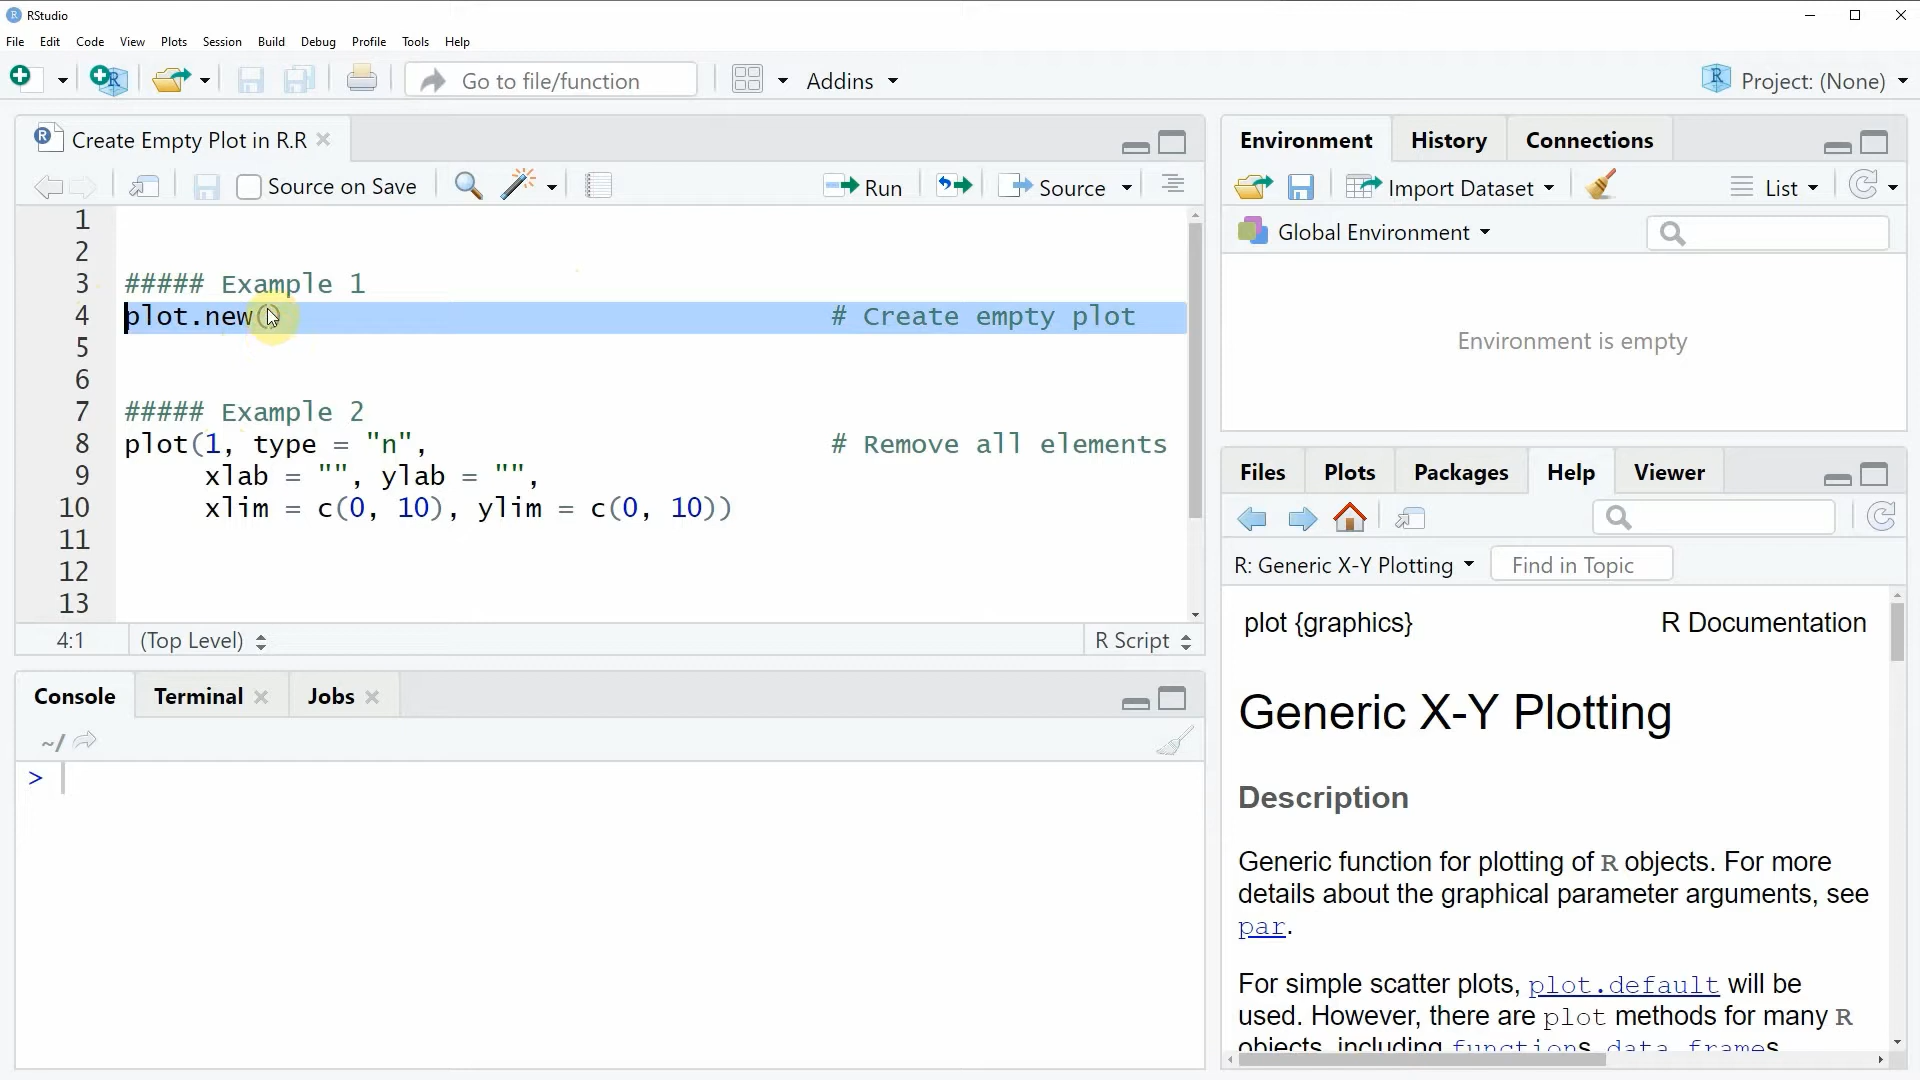 RStudio
File Edit Code View Plots Session Build Debug Profile Tools Help
Go to file/function Addins Project: (None)
Create Empty Plot in R.R
Source on Save Run Source
1
2
3 ##### Example 1
4 plot.new() # Create empty plot
5
6
7 ##### Example 2
8 plot(1, type = "n", # Remove all elements
9 xlab = "", ylab = "",
10 xlim = c(0, 10), ylim = c(0, 10))
11
12
13
4:1 (Top Level) R Script
Console Terminal Jobs
~/
>
Environment History Connections
Import Dataset List
Global Environment
Environment is empty
Files Plots Packages Help Viewer
R: Generic X-Y Plotting Find in Topic
plot {graphics} R Documentation
Generic X-Y Plotting
Description
Generic function for plotting of R objects. For more
details about the graphical parameter arguments, see
par.
For simple scatter plots, plot.default will be
used. However, there are plot methods for many R
objects, including functions, data.frames,